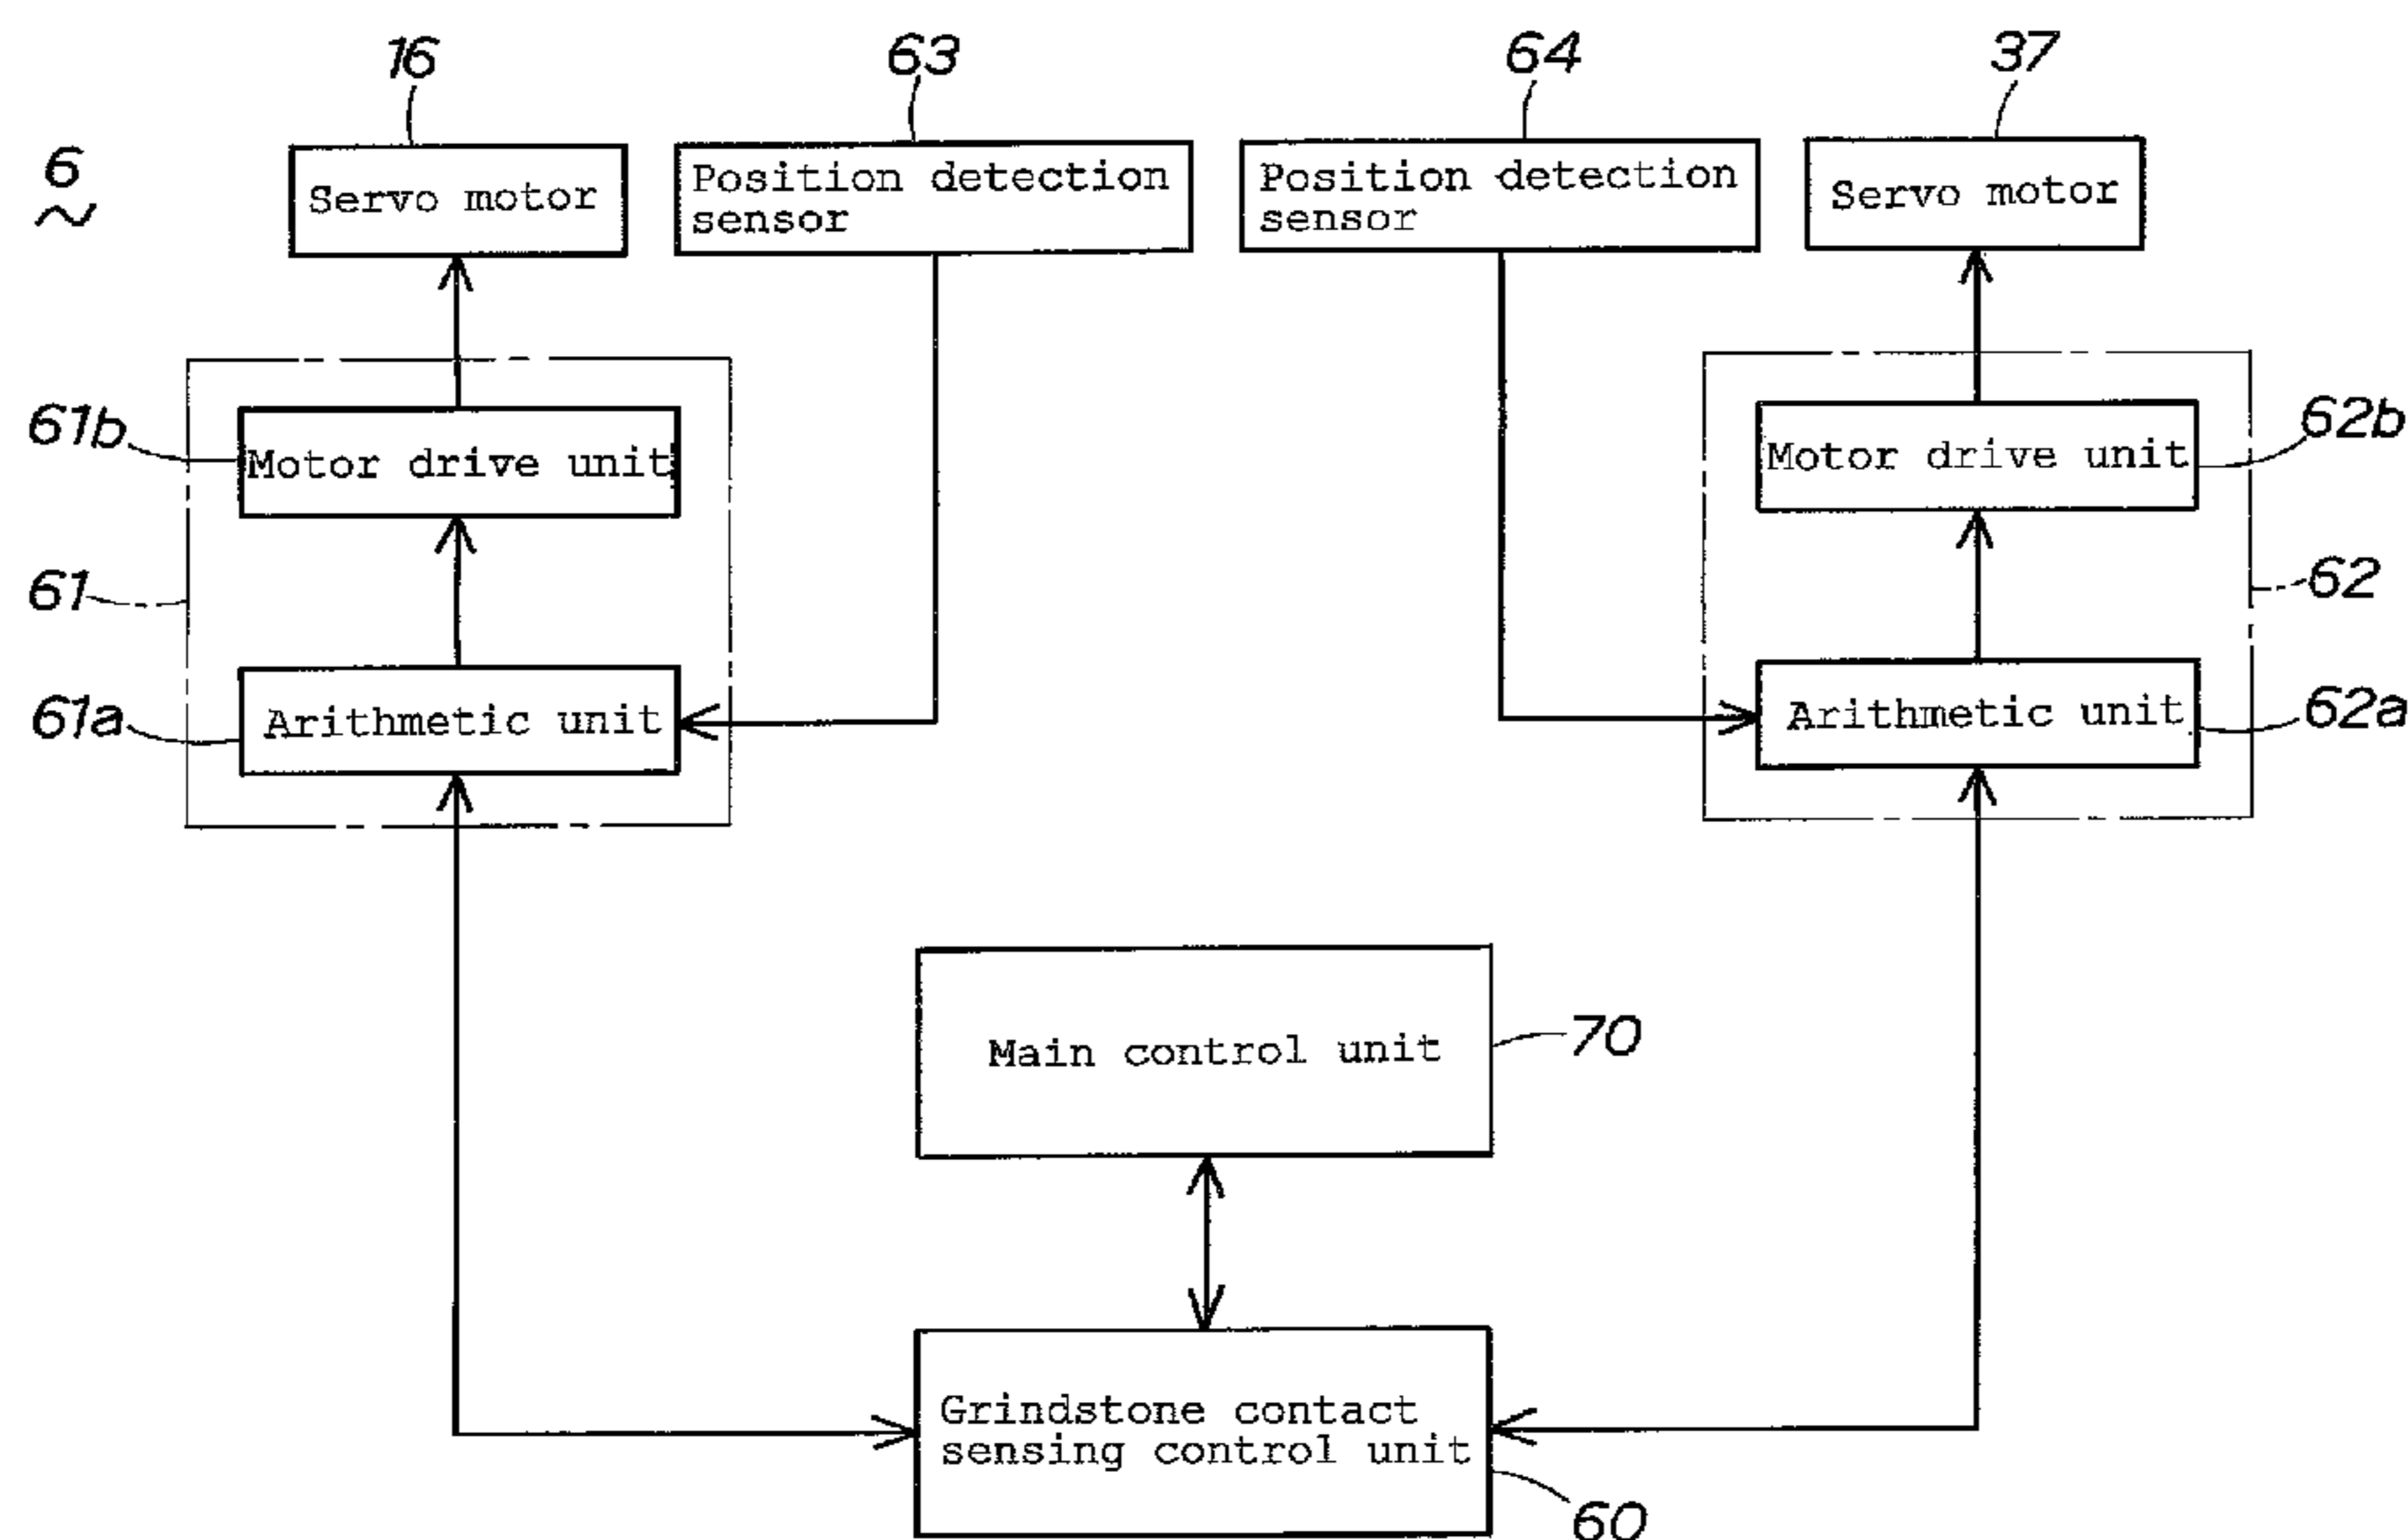 16
63
64
37
6
Servo motor
Position detection
sensor
Position detection
sensor
Servo motor
61b
Motor drive unit
Motor drive unit
62b
61
62
61a
Arithmetic unit
Arithmetic unit
62a
Main control unit
70
Grindstone contact
sensing control unit
60